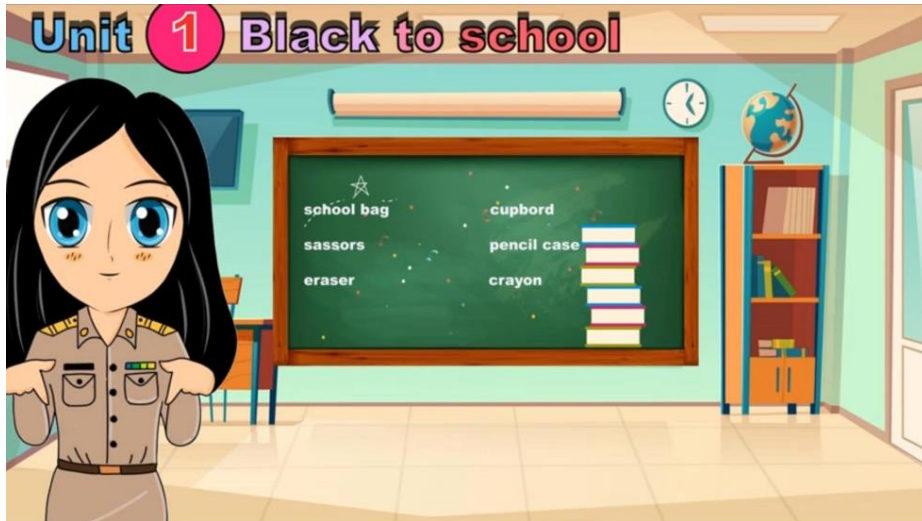 Unit 1 Black to school
school bag
sassors
eraser
cupbord
pencil case
crayon